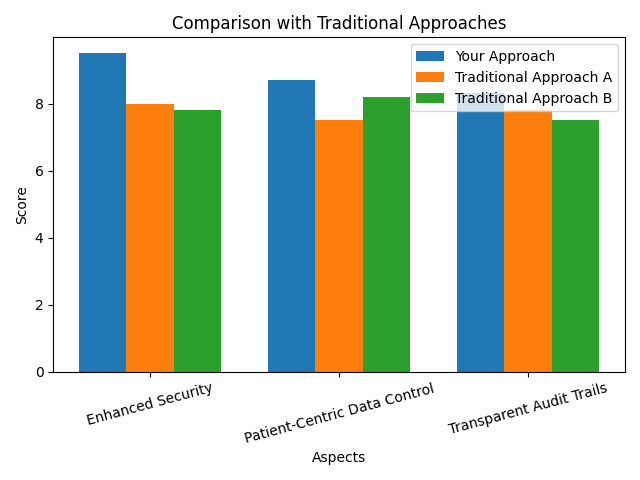 Comparison with Traditional Approaches
Your Approach
Traditional Approach A
Traditional Approach B
Score
8
6
4
2
0
Enhanced Security
Patient-Centric Data Control
Transparent Audit Trails
Aspects